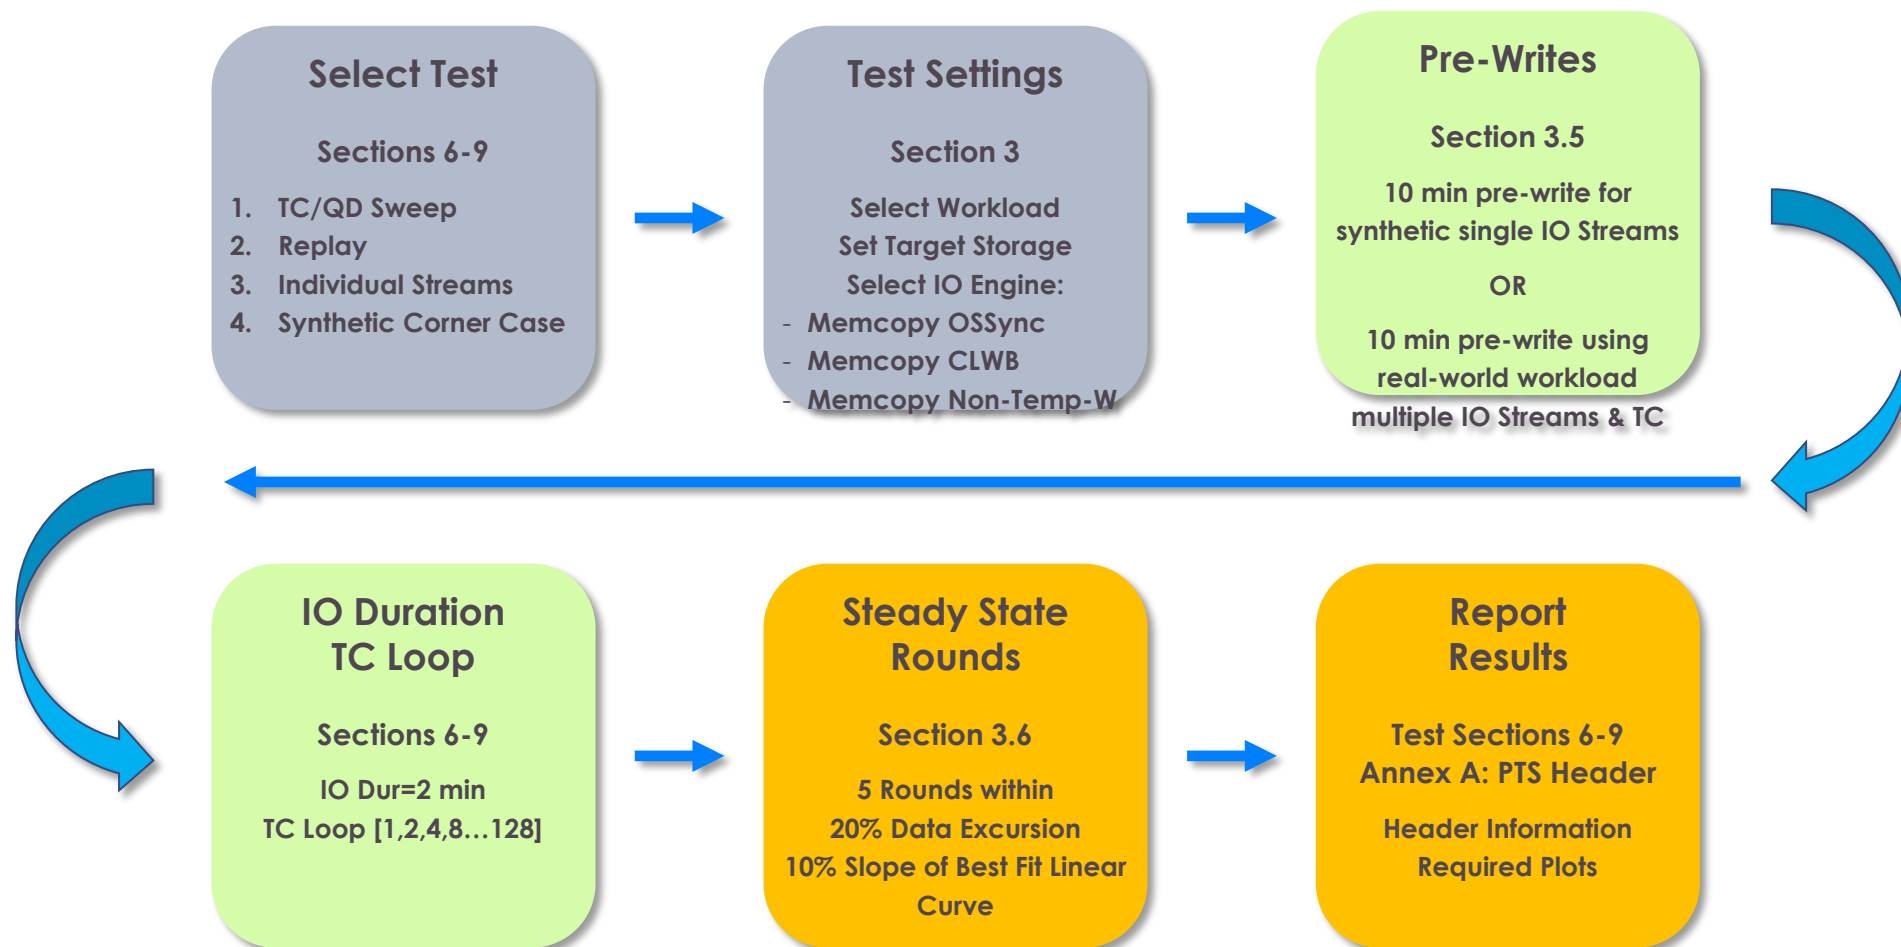 Select Test
Sections 6-9
1. TC/QD Sweep
2. Replay
3. Individual Streams
4. Synthetic Corner Case
Test Settings
Section 3
Select Workload
Set Target Storage
Select IO Engine:
- Memcopy OSSync
- Memcopy CLWB
- Memcopy Non-Temp-W
Pre-Writes
Section 3.5
10 min pre-write for
synthetic single IO Streams
OR
10 min pre-write using
real-world workload
multiple IO Streams & TC
IO Duration
TC Loop
Sections 6-9
IO Dur=2 min
TC Loop [1,2,4,8…128]
Steady State
Rounds
Section 3.6
5 Rounds within
20% Data Excursion
10% Slope of Best Fit Linear
Curve
Report
Results
Test Sections 6-9
Annex A: PTS Header
Header Information
Required Plots